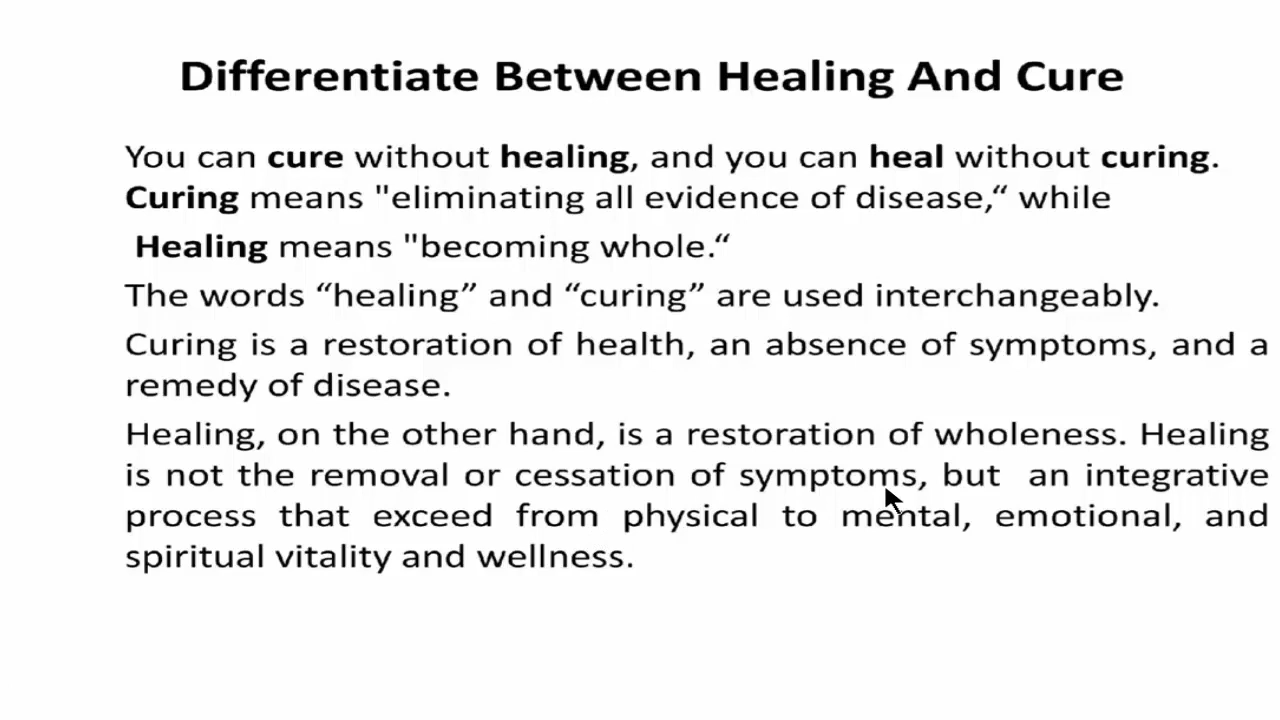 Differentiate Between Healing And Cure
You can cure without healing, and you can heal without curing.
Curing means "eliminating all evidence of disease,“ while
Healing means "becoming whole.“
The words “healing” and “curing” are used interchangeably.
Curing is a restoration of health, an absence of symptoms, and a
remedy of disease.
Healing, on the other hand, is a restoration of wholeness. Healing
is not the removal or cessation of symptoms, but an integrative
process that exceed from physical to mental, emotional, and
spiritual vitality and wellness.